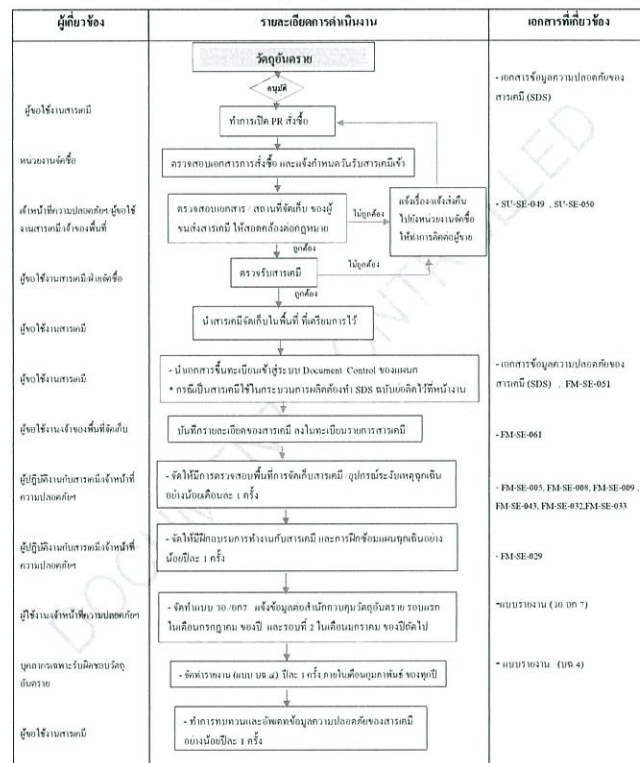 ผู้เกี่ยวข้อง
รายละเอียดการดำเนินงาน
เอกสารที่เกี่ยวข้อง
วัตถุอันตราย
- เอกสารข้อมูลความปลอดภัยของ
สารเคมี (SDS)
อนุมัติ
ผู้ขอใช้งานสารเคมี
ทำการเปิด PR สั่งซื้อ
หน่วยงานจัดซื้อ
ตรวจสอบเอกสารการสั่งซื้อ และแจ้งกำหนดวันรับสารเคมีเข้า
เจ้าหน้าที่ความปลอดภัยฯ/ผู้ขอใช้
งานสารเคมี/เจ้าของพื้นที่
ตรวจสอบเอกสาร / สถานที่จัดเก็บ ของผู้
ขนส่งสารเคมี ให้สอดคล้องต่อกฎหมาย
ไม่ถูกต้อง
แจ้งเรื่อง/แจ้งส่งคืน
ไปยังหน่วยงานจัดซื้อ
ให้ทำการติดต่อผู้ขาย
- SU-SE-049 , SU-SE-050
ถูกต้อง
ผู้ขอใช้งานสารเคมี/ฝ่ายจัดซื้อ
ตรวจรับสารเคมี
ไม่ถูกต้อง
ถูกต้อง
ผู้ขอใช้งานสารเคมี
นำสารเคมีจัดเก็บในพื้นที่ ที่เตรียมการไว้
ผู้ขอใช้งานสารเคมี
- นำเอกสารขึ้นทะเบียนเข้าสู่ระบบ Document Control ของแผนก
* กรณีเป็นสารเคมีใช้ในกระบวนการผลิตต้องทำ SDS ฉบับย่อติดไว้ที่หน้างาน
- เอกสารข้อมูลความปลอดภัยของ
สารเคมี (SDS) , FM-SE-051
ผู้ขอใช้งาน/เจ้าของพื้นที่จัดเก็บ
บันทึกรายละเอียดของสารเคมี ลงในทะเบียนรายการสารเคมี
- FM-SE-061
ผู้ปฏิบัติงานกับสารเคมี/เจ้าหน้าที่
ความปลอดภัยฯ
- จัดให้มีการตรวจสอบพื้นที่การจัดเก็บสารเคมี /อุปกรณ์ระงับเหตุฉุกเฉิน
อย่างน้อยเดือนละ 1 ครั้ง
- FM-SE-005, FM-SE-008, FM-SE-009 ,
FM-SE-043, FM-SE-032,FM-SE-033
ผู้ปฏิบัติงานกับสารเคมี/เจ้าหน้าที่
ความปลอดภัยฯ
- จัดให้มีฝึกอบรมการทำงานกับสารเคมี และการฝึกซ้อมแผนฉุกเฉินอย่าง
น้อยปีละ 1 ครั้ง
- FM-SE-029
ผู้ใช้งาน/เจ้าหน้าที่ความปลอดภัยฯ
- จัดทำแบบ วอ /อก7 แจ้งข้อมูลต่อสำนักควบคุมวัตถุอันตราย รอบแรก
ในเดือนกรกฎาคม ของปี และรอบที่ 2 ในเดือนมกราคม ของปีถัดไป
*แบบรายงาน (วอ.อก 7)
บุคลากรเฉพาะรับผิดชอบวัตถุ
อันตราย
- จัดทำรายงาน (แบบ บฉ.๔) ปีละ 1 ครั้ง ภายในเดือนกุมภาพันธ์ ของทุกปี
* แบบรายงาน (บฉ.4)
ผู้ขอใช้งานสารเคมี
- ทำการทบทวนและอัพเดทข้อมูลความปลอดภัยของสารเคมี
อย่างน้อยปีละ 1 ครั้ง